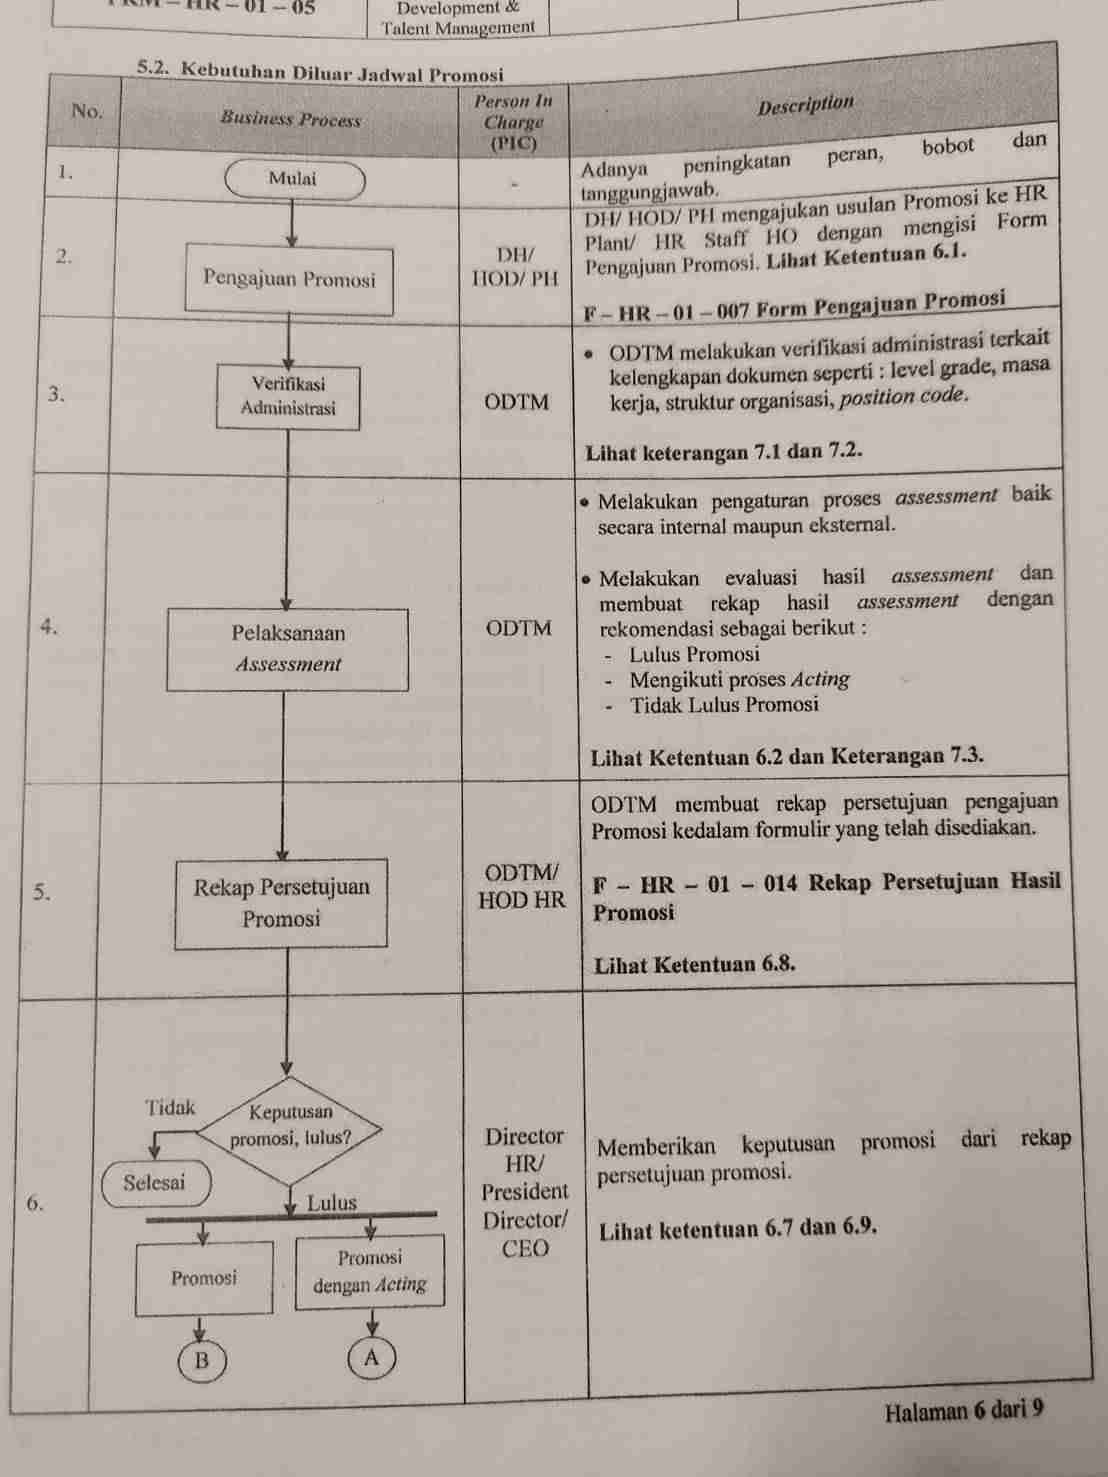 PRM – HR – 01 – 05
Development &
Talent Management
5.2. Kebutuhan Diluar Jadwal Promosi
No.
Business Process
Person In
Charge
(PIC)
Description
1.
Mulai
-
Adanya peningkatan peran, bobot dan
tanggungjawab.
2.
Pengajuan Promosi
DH/
HOD/ PH
DH/ HOD/ PH mengajukan usulan Promosi ke HR
Plant/ HR Staff HO dengan mengisi Form
Pengajuan Promosi. Lihat Ketentuan 6.1.
F – HR – 01 – 007 Form Pengajuan Promosi
3.
Verifikasi
Administrasi
ODTM
• ODTM melakukan verifikasi administrasi terkait
kelengkapan dokumen seperti : level grade, masa
kerja, struktur organisasi, position code.
Lihat keterangan 7.1 dan 7.2.
4.
Pelaksanaan
Assessment
ODTM
• Melakukan pengaturan proses assessment baik
secara internal maupun eksternal.
• Melakukan evaluasi hasil assessment dan
membuat rekap hasil assessment dengan
rekomendasi sebagai berikut :
- Lulus Promosi
- Mengikuti proses Acting
- Tidak Lulus Promosi
Lihat Ketentuan 6.2 dan Keterangan 7.3.
5.
Rekap Persetujuan
Promosi
ODTM/
HOD HR
ODTM membuat rekap persetujuan pengajuan
Promosi kedalam formulir yang telah disediakan.
F – HR – 01 – 014 Rekap Persetujuan Hasil
Promosi
Lihat Ketentuan 6.8.
6.
Tidak
Keputusan
promosi, lulus?
Selesai
Lulus
Promosi
Promosi
dengan Acting
B
A
Director
HR/
President
Director/
CEO
Memberikan keputusan promosi dari rekap
persetujuan promosi.
Lihat ketentuan 6.7 dan 6.9.
Halaman 6 dari 9